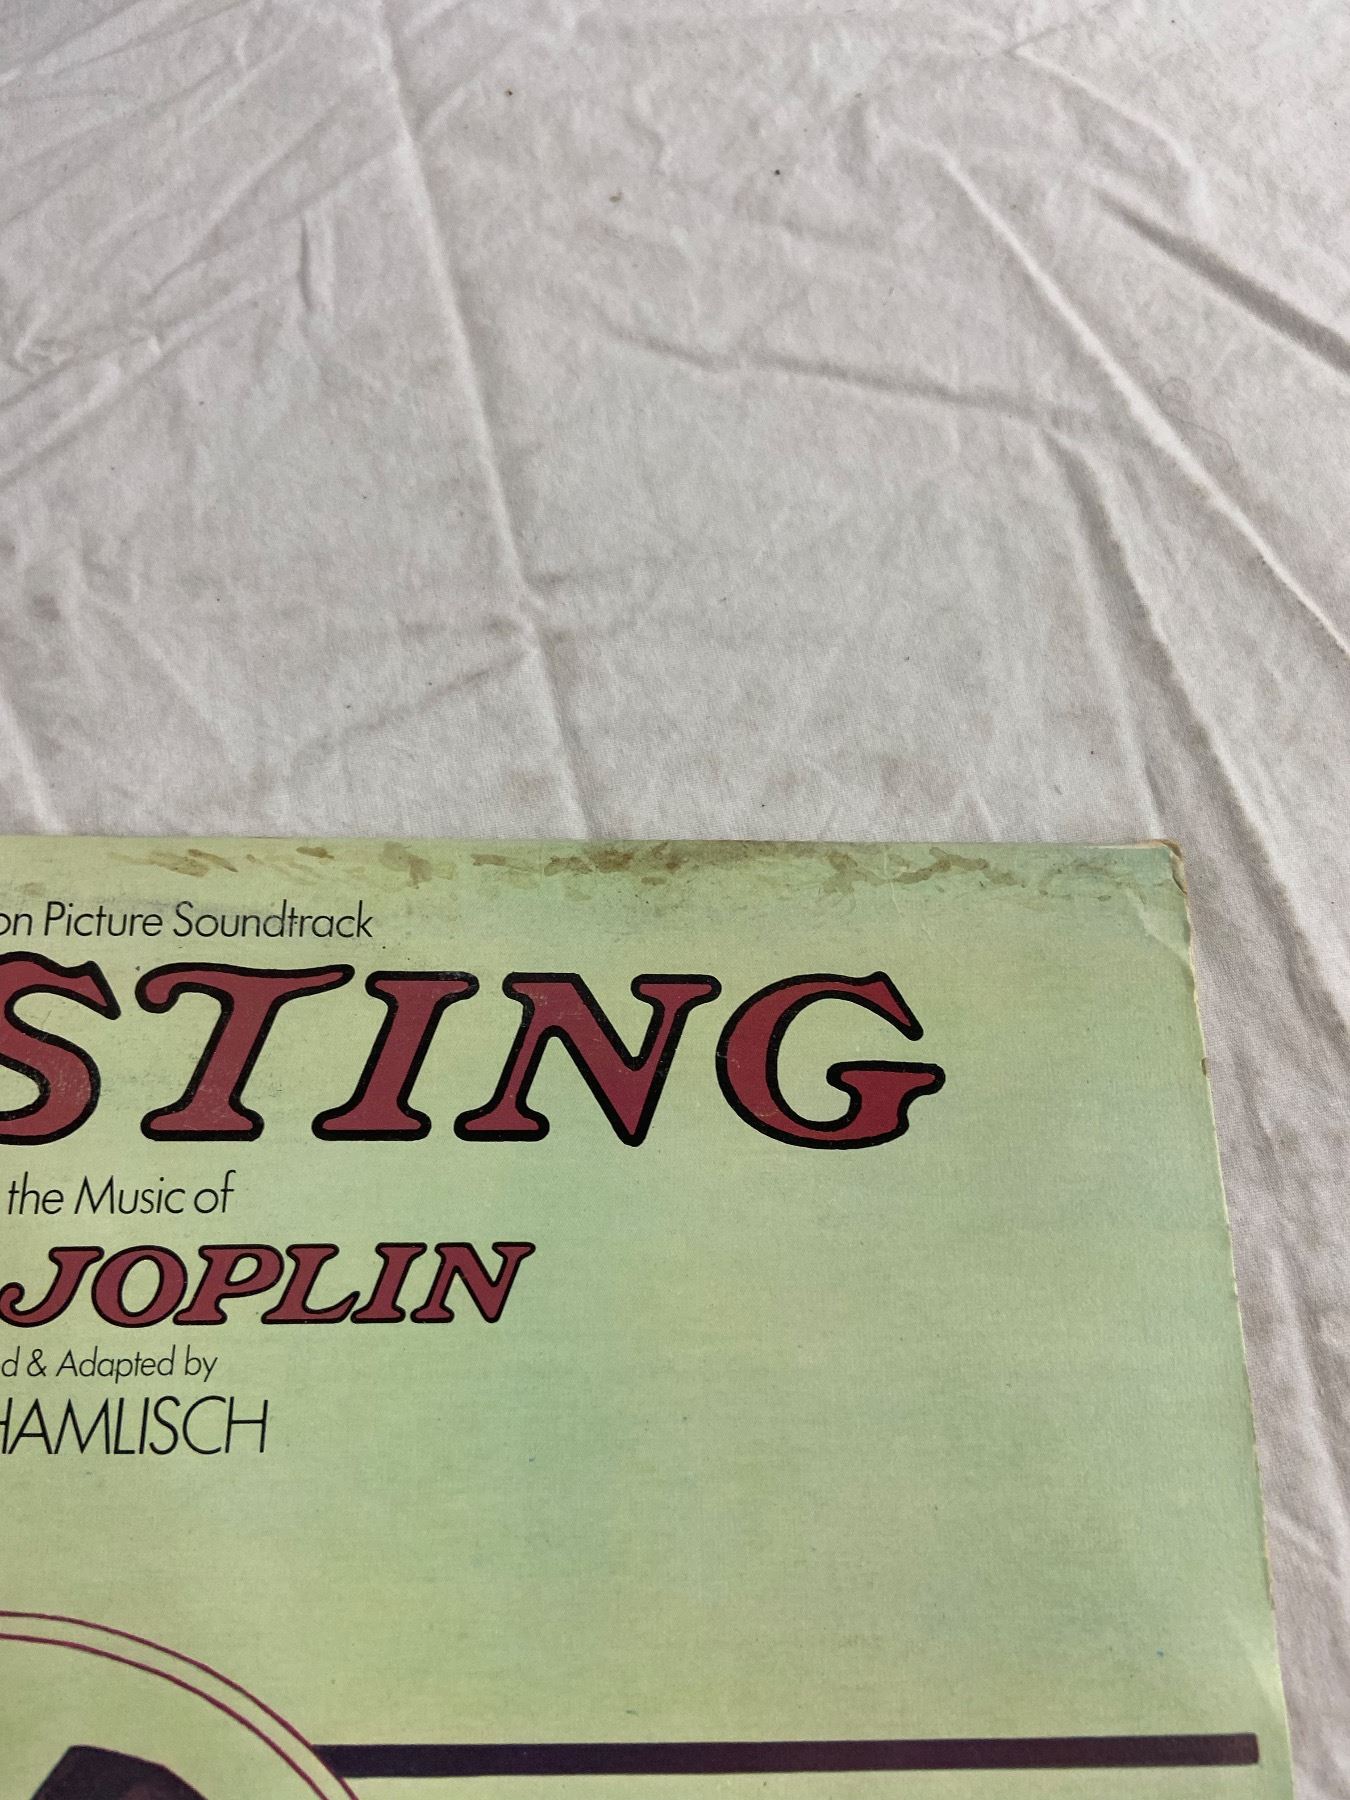 on Picture Soundtrack
STING
the Music of
JOPLIN
d & Adapted by
HAMLISCH